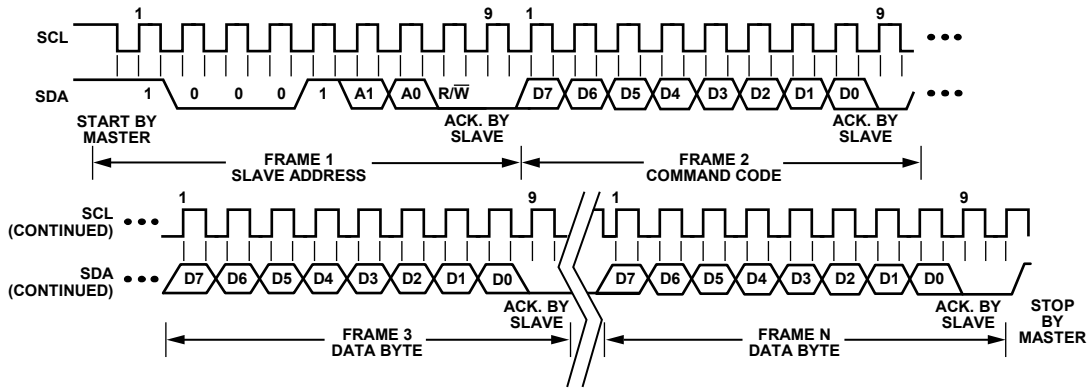 1 9 1 9
SCL
SDA 1 0 0 0 1 A1 A0 R/W̅ D7 D6 D5 D4 D3 D2 D1 D0
START BY MASTER
ACK. BY SLAVE
ACK. BY SLAVE
FRAME 1
SLAVE ADDRESS
FRAME 2
COMMAND CODE
1 9 1 9
SCL
(CONTINUED)
SDA
(CONTINUED)
D7 D6 D5 D4 D3 D2 D1 D0 D7 D6 D5 D4 D3 D2 D1 D0
ACK. BY
SLAVE
ACK. BY
SLAVE
STOP
BY
MASTER
FRAME 3
DATA BYTE
FRAME N
DATA BYTE